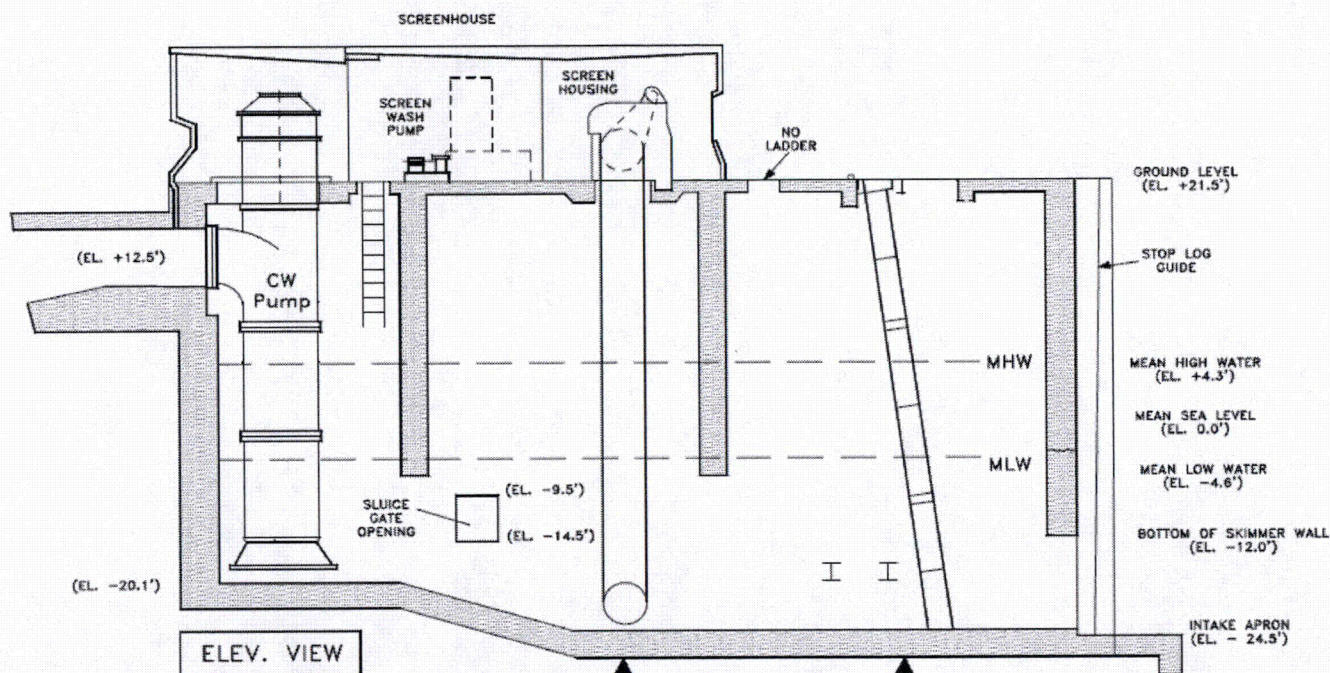 SCREENHOUSE
SCREEN
WASH
PUMP
SCREEN
HOUSING
NO
LADDER
GROUND LEVEL
(EL. +21.5')
(EL. +12.5')
CW
Pump
STOP LOG
GUIDE
MHW
MEAN HIGH WATER
(EL. +4.3')
MEAN SEA LEVEL
(EL. 0.0')
MLW
MEAN LOW WATER
(EL. -4.6')
SLUICE
GATE
OPENING
(EL. -9.5')
(EL. -14.5')
BOTTOM OF SKIMMER WALL
(EL. -12.0')
(EL. -20.1')
INTAKE APRON
(EL. - 24.5')
ELEV. VIEW